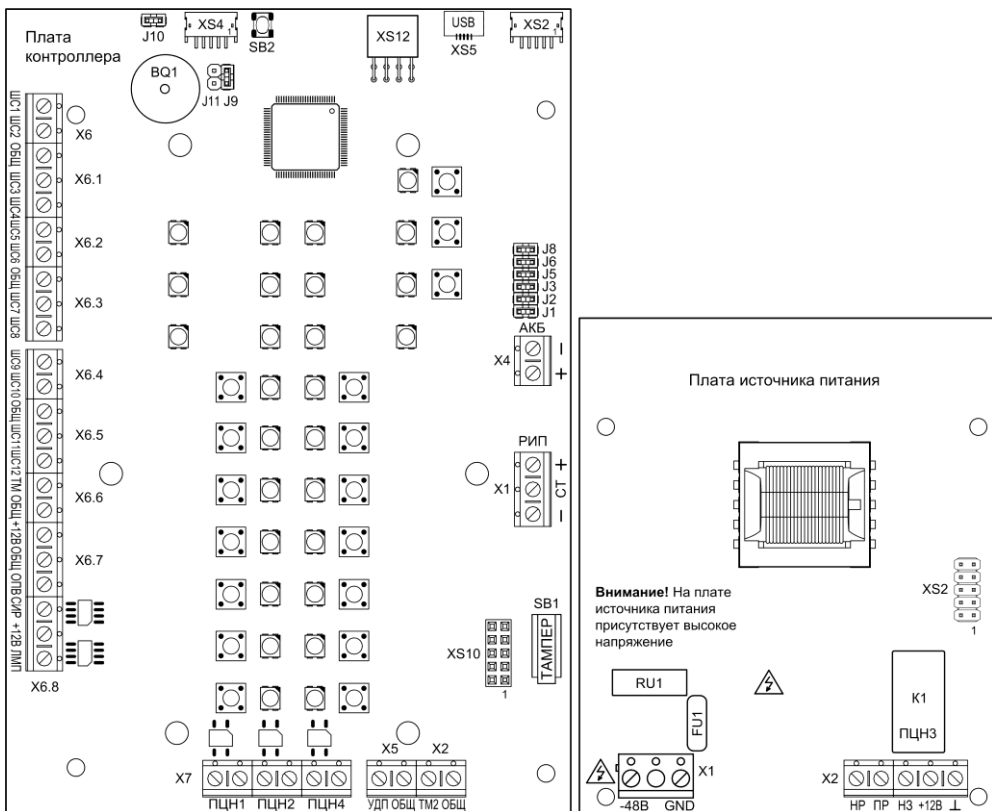 Плата
контроллера
J10
XS4
1
SB2
XS12
USB
XS5
XS2
1
BQ1
J11 J9
ШС1 ШС2 ОБЩ ШС3 ШС4 ШС5 ШС6 ОБЩ ШС7 ШС8
X6
X6.1
X6.2
X6.3
J8
J6
J5
J3
J2
J1
АКБ
X4
–
+
ШС9 ШС10 ОБЩ ШС11 ШС12 ТМ ОБЩ +12В ОБЩ ОПВ СИР +12В ЛМП
X6.4
X6.5
X6.6
X6.7
X6.8
РИП
X1
+
СТ
–
SB1
ТАМПЕР
XS10
1
X7
ПЦН1 ПЦН2 ПЦН4
X5 X2
УДП ОБЩ ТМ2 ОБЩ
Плата источника питания
XS2
1
Внимание! На плате
источника питания
присутствует высокое
напряжение
RU1
FU1
K1
ПЦН3
X1
-48В GND
X2
НР ПР НЗ +12В ⊥